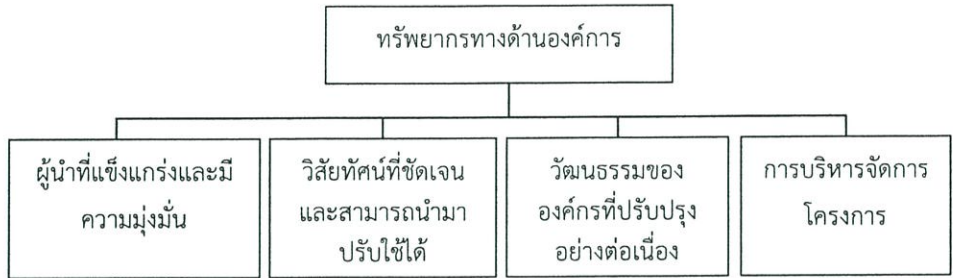 ทรัพยากรทางด้านองค์การ
ผู้นำที่แข็งแกร่งและมี
ความมุ่งมั่น
วิสัยทัศน์ที่ชัดเจน
และสามารถนำมา
ปรับใช้ได้
วัฒนธรรมของ
องค์กรที่ปรับปรุง
อย่างต่อเนื่อง
การบริหารจัดการ
โครงการ